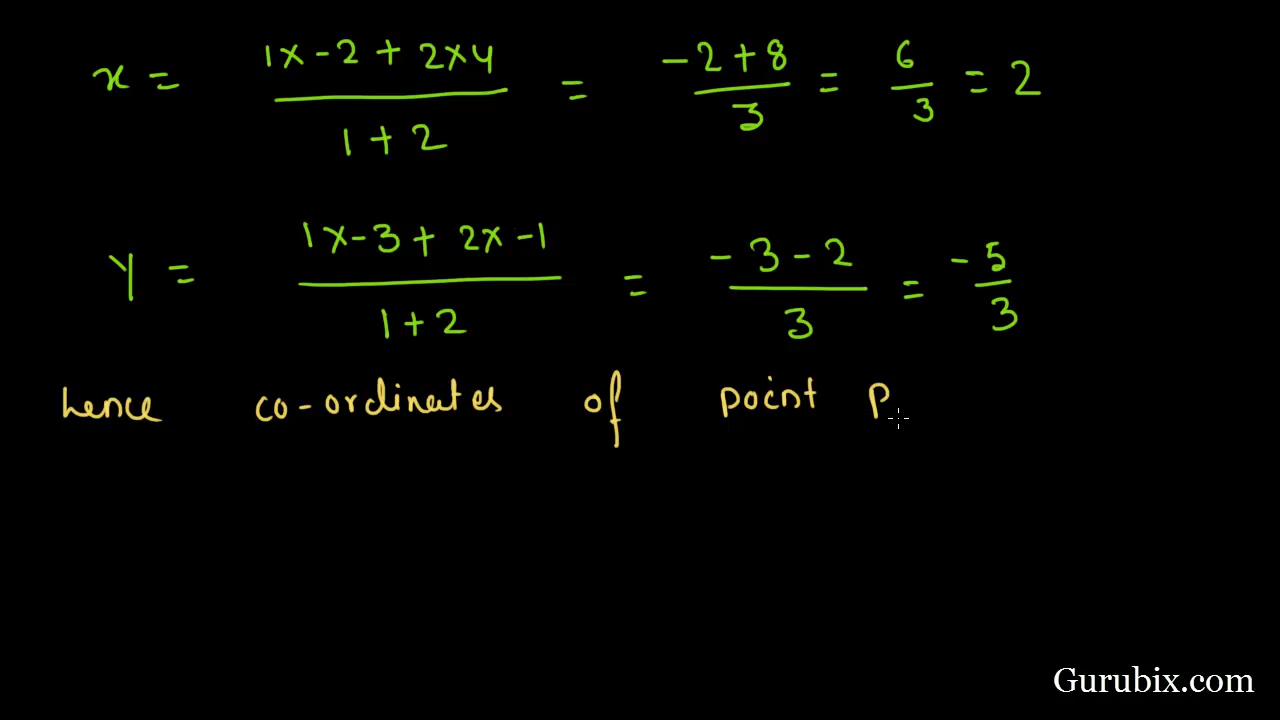 x = 1x-2 + 2x4 / 1+2 = -2+8 / 3 = 6/3 = 2
Y = 1x-3 + 2x-1 / 1+2 = -3-2 / 3 = -5/3
hence co-ordinates of point P
Gurubix.com